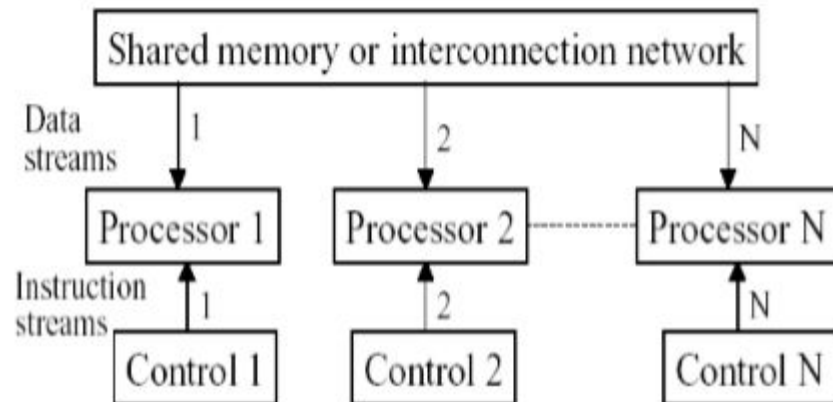 Shared memory or interconnection network
Data
streams
1
2
N
Processor 1
Processor 2
Processor N
Instruction
streams
1
2
N
Control 1
Control 2
Control N